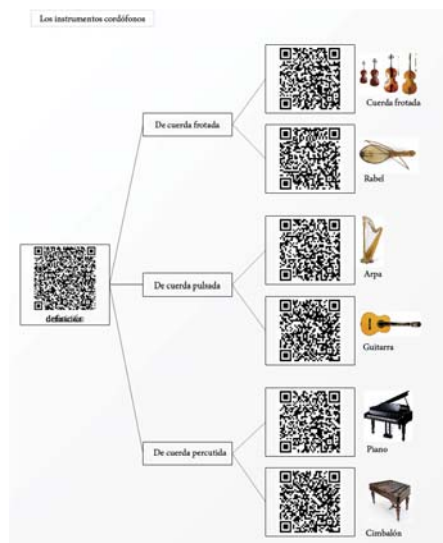 Los instrumentos cordófonos
Cuerda frotada
De cuerda frotada
Rabel
Arpa
De cuerda pulsada
definición
Guitarra
Piano
De cuerda percutida
Cimbalón